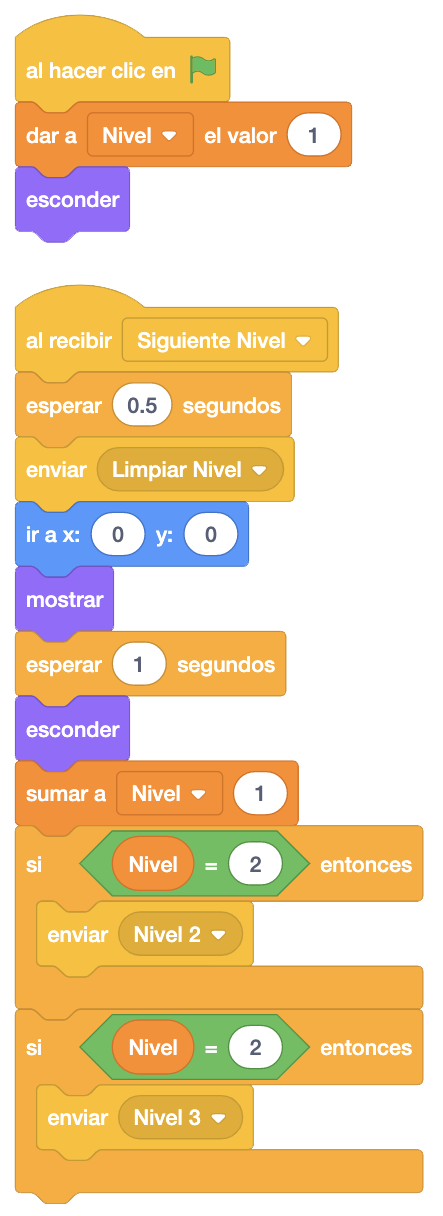 al hacer clic en
dar a Nivel el valor 1
esconder
al recibir Siguiente Nivel
esperar 0.5 segundos
enviar Limpiar Nivel
ir a x: 0 y: 0
mostrar
esperar 1 segundos
esconder
sumar a Nivel 1
si Nivel = 2 entonces
enviar Nivel 2
si Nivel = 2 entonces
enviar Nivel 3